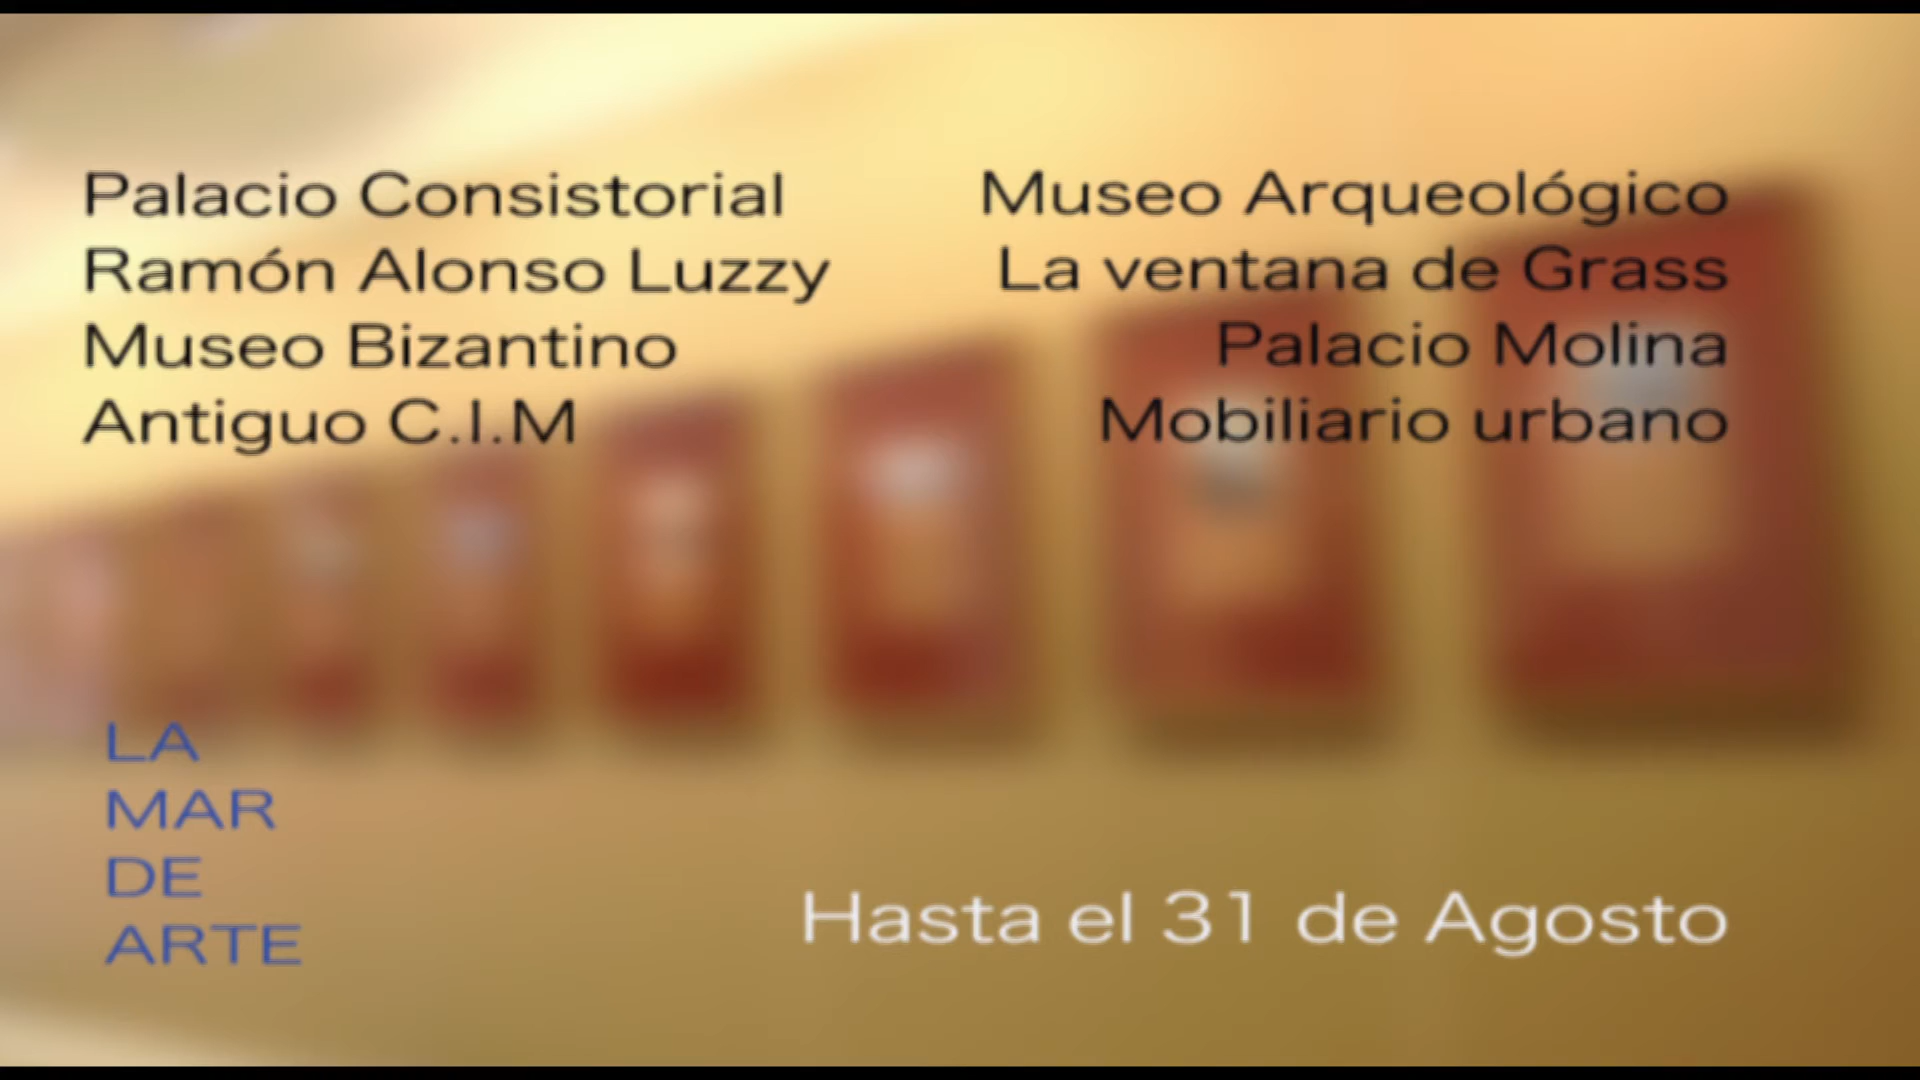 Palacio Consistorial
Ramón Alonso Luzzy
Museo Bizantino
Antiguo C.I.M
Museo Arqueológico
La ventana de Grass
Palacio Molina
Mobiliario urbano
LA
MAR
DE
ARTE
Hasta el 31 de Agosto